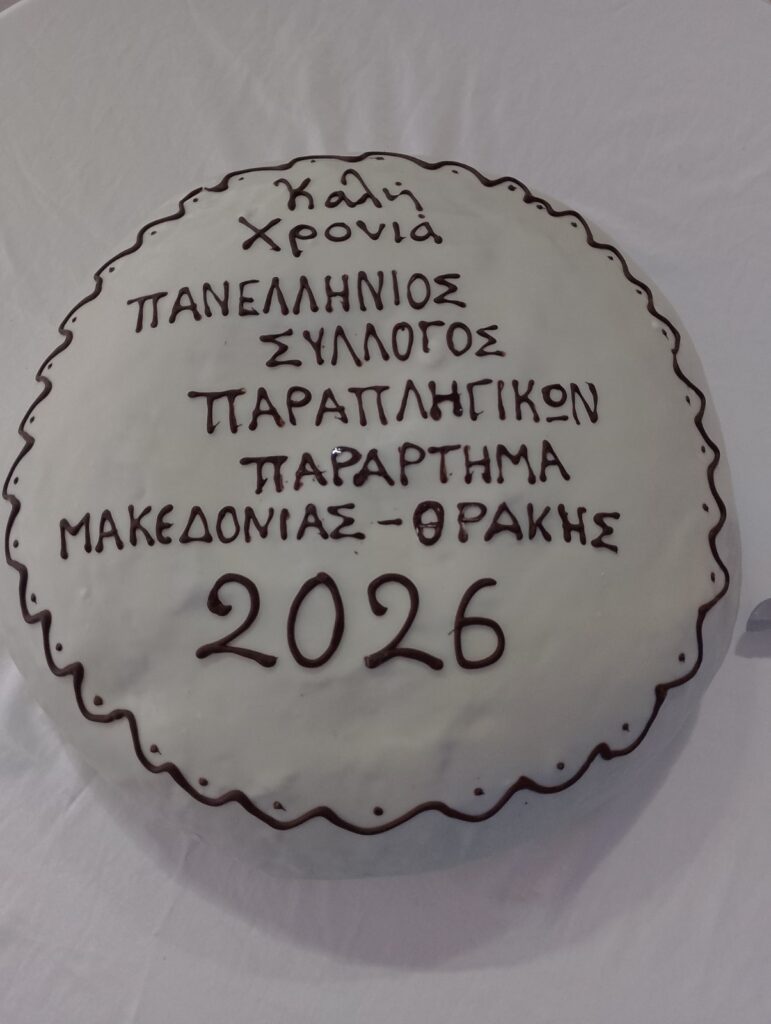 Καλή
Χρονιά
ΠΑΝΕΛΛΗΝΙΟΣ
ΣΥΛΛΟΓΟΣ
ΠΑΡΑΠΛΗΓΙΚΩΝ
ΠΑΡΑΡΤΗΜΑ
ΜΑΚΕΔΟΝΙΑΣ - ΘΡΑΚΗΣ
2026